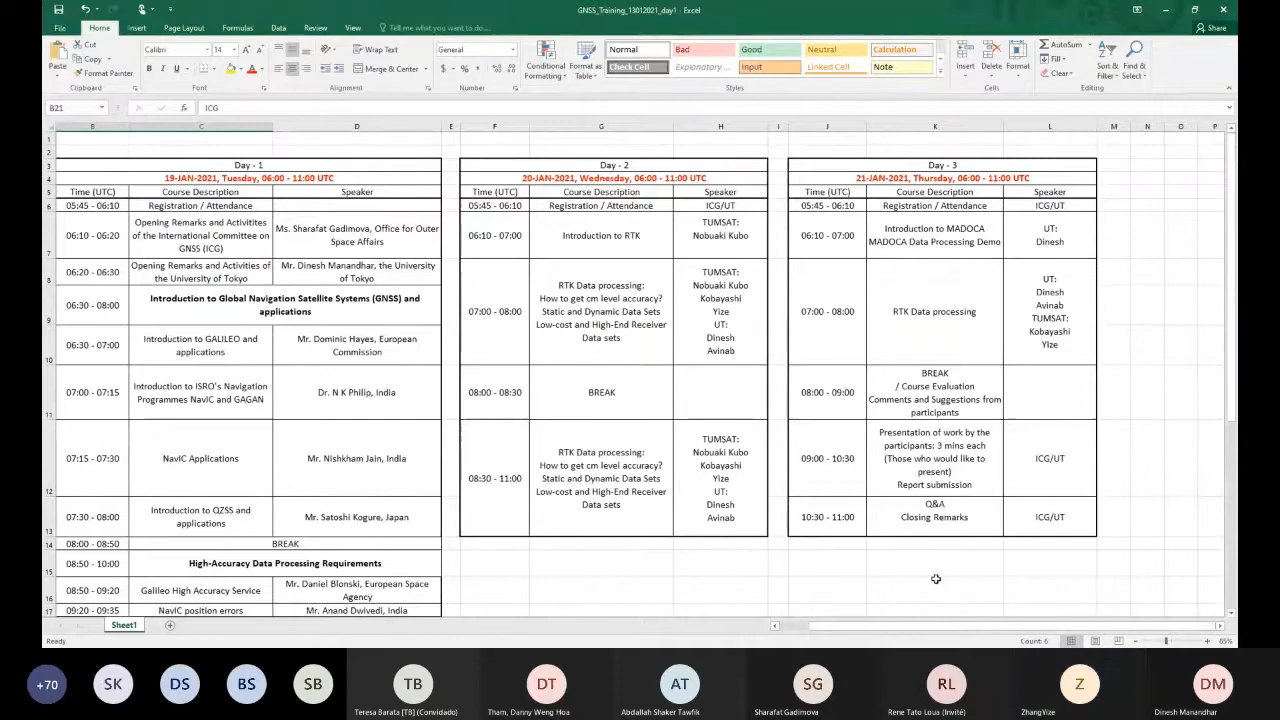 GNSS_Training_13012021_day1 - Excel
File Home Insert Page Layout Formulas Data Review View Tell me what you want to do... Share
Paste
Cut
Copy
Format Painter
Clipboard
Calibri 14
Font
Wrap Text
Merge & Center
Alignment
General
Number
Conditional Formatting
Format as Table
Normal Bad Good Neutral Calculation
Check Cell Explanatory ... Input Linked Cell Note
Styles
Insert Delete Format
Cells
AutoSum
Fill
Clear
Sort & Filter
Find & Select
Editing
B21 ICG
B C D E F G H I J K L M N O P
1
2
3
4
5
6
7
8
9
10
11
12
13
14
15
16
17
Day - 1
19-JAN-2021, Tuesday, 06:00 - 11:00 UTC
Time (UTC) Course Description Speaker
05:45 - 06:10 Registration / Attendance
06:10 - 06:20
Opening Remarks and Activitites
of the International Committee on
GNSS (ICG)
Ms. Sharafat Gadimova, Office for Outer
Space Affairs
06:20 - 06:30
Opening Remarks and Activities of
the University of Tokyo
Mr. Dinesh Manandhar, the University
of Tokyo
06:30 - 08:00
Introduction to Global Navigation Satellite Systems (GNSS) and
applications
06:30 - 07:00
Introduction to GALILEO and
applications
Mr. Dominic Hayes, European
Commission
07:00 - 07:15
Introduction to ISRO's Navigation
Programmes NavIC and GAGAN
Dr. N K Philip, India
07:15 - 07:30 NavIC Applications Mr. Nishkham Jain, India
07:30 - 08:00
Introduction to QZSS and
applications
Mr. Satoshi Kogure, Japan
08:00 - 08:50 BREAK
08:50 - 10:00 High-Accuracy Data Processing Requirements
08:50 - 09:20 Galileo High Accuracy Service
Mr. Daniel Blonski, European Space
Agency
09:20 - 09:35 NavIC position errors Mr. Anand Dwivedi, India
Day - 2
20-JAN-2021, Wednesday, 06:00 - 11:00 UTC
Time (UTC) Course Description Speaker
05:45 - 06:10 Registration / Attendance ICG/UT
06:10 - 07:00 Introduction to RTK
TUMSAT:
Nobuaki Kubo
07:00 - 08:00
RTK Data processing:
How to get cm level accuracy?
Static and Dynamic Data Sets
Low-cost and High-End Receiver
Data sets
TUMSAT:
Nobuaki Kubo
Kobayashi
Yize
UT:
Dinesh
Avinab
08:00 - 08:30 BREAK
08:30 - 11:00
RTK Data processing:
How to get cm level accuracy?
Static and Dynamic Data Sets
Low-cost and High-End Receiver
Data sets
TUMSAT:
Nobuaki Kubo
Kobayashi
Yize
UT:
Dinesh
Avinab
Day - 3
21-JAN-2021, Thursday, 06:00 - 11:00 UTC
Time (UTC) Course Description Speaker
05:45 - 06:10 Registration / Attendance ICG/UT
06:10 - 07:00
Introduction to MADOCA
MADOCA Data Processing Demo
UT:
Dinesh
07:00 - 08:00 RTK Data processing
UT:
Dinesh
Avinab
TUMSAT:
Kobayashi
Yize
08:00 - 09:00
BREAK
/ Course Evaluation
Comments and Suggestions from
participants
09:00 - 10:30
Presentation of work by the
participants: 3 mins each
(Those who would like to
present)
Report submission
ICG/UT
10:30 - 11:00
Q&A
Closing Remarks
ICG/UT
Sheet1
Ready Count: 6 85%
+70 SK DS BS SB TB DT AT SG RL Z DM
Teresa Barata [TB] (Convidado) Tham, Danny Weng Hoa Abdallah Shaker Tawfik Sharafat Gadimova Rene Tato Loua (Invité) ZhangYize Dinesh Manandhar